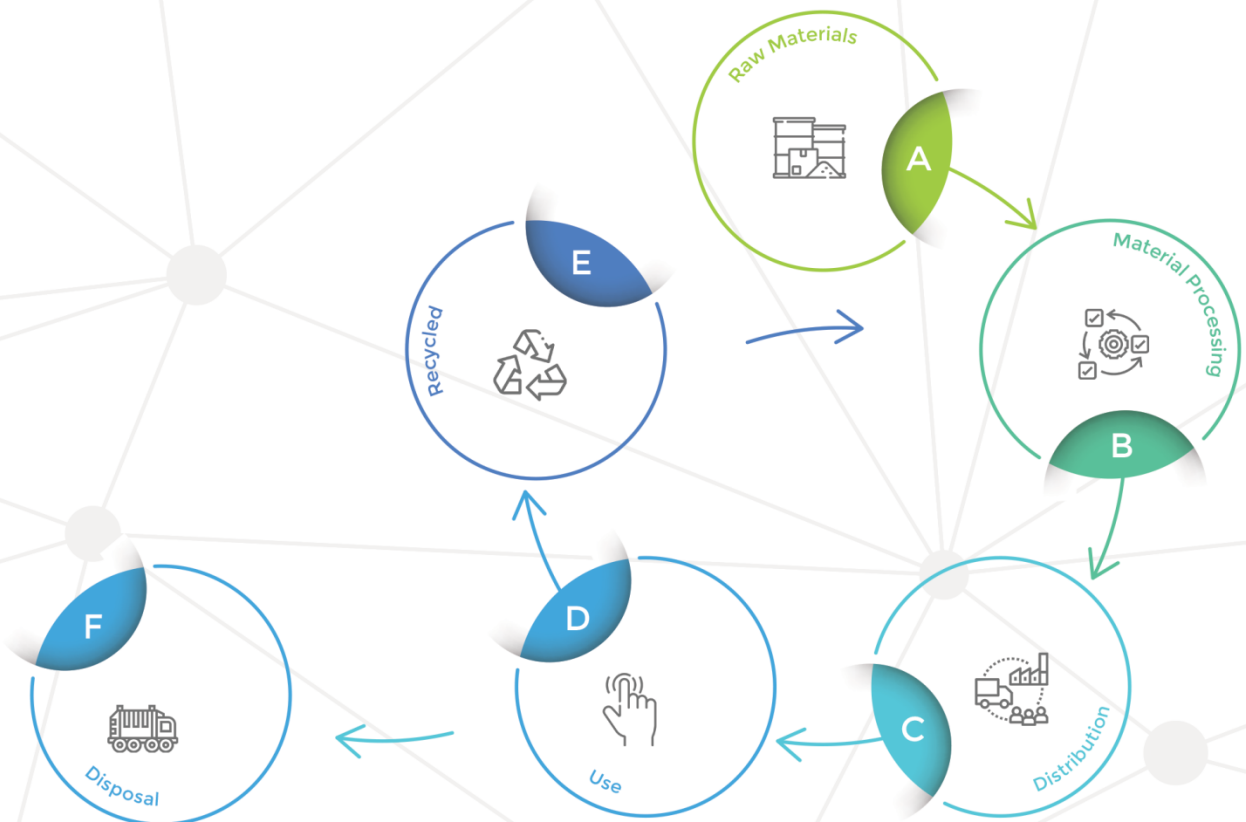 Raw Materials
A
Material Processing
B
Distribution
C
Use
D
Recycled
E
Disposal
F